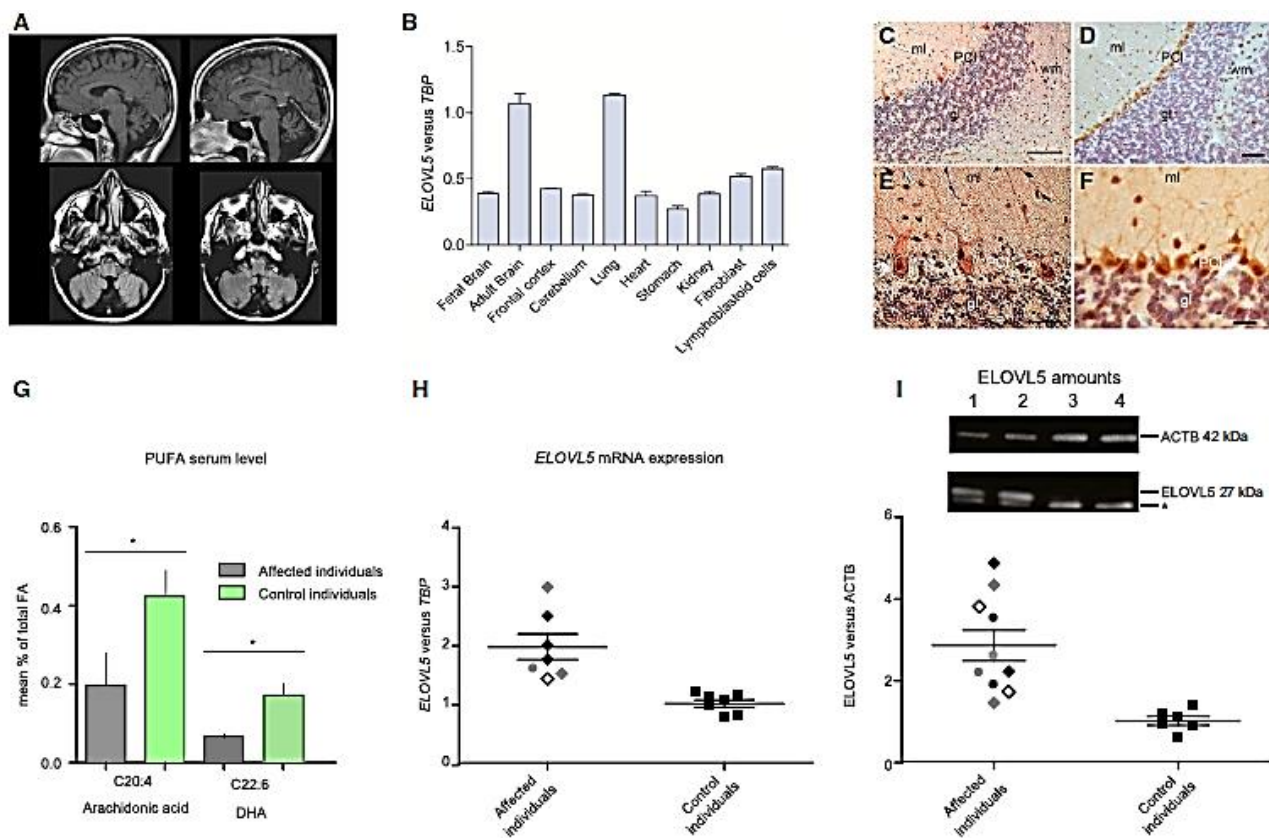 A
B
ELOVL5 versus TBP
1.5
1.0
0.5
0.0
Fetal Brain
Adult Brain
Frontal cortex
Cerebellum
Lung
Heart
Stomach
Kidney
Fibroblast
Lymphoblastoid cells
C
ml
PCl
wm
gl
D
ml
PCl
wm
gl
E
ml
gl
F
ml
PCl
gl
G
PUFA serum level
mean % of total FA
0.6
0.4
0.2
0.0
*
*
Affected individuals
Control individuals
C20:4
C22:6
Arachidonic acid
DHA
H
ELOVL5 mRNA expression
ELOVL5 versus TBP
4
3
2
1
0
Affected
individuals
Control
individuals
I
ELOVL5 amounts
1 2 3 4
ACTB 42 kDa
ELOVL5 27 kDa
*
ELOVL5 versus ACTB
6
4
2
0
Affected
individuals
Control
individuals